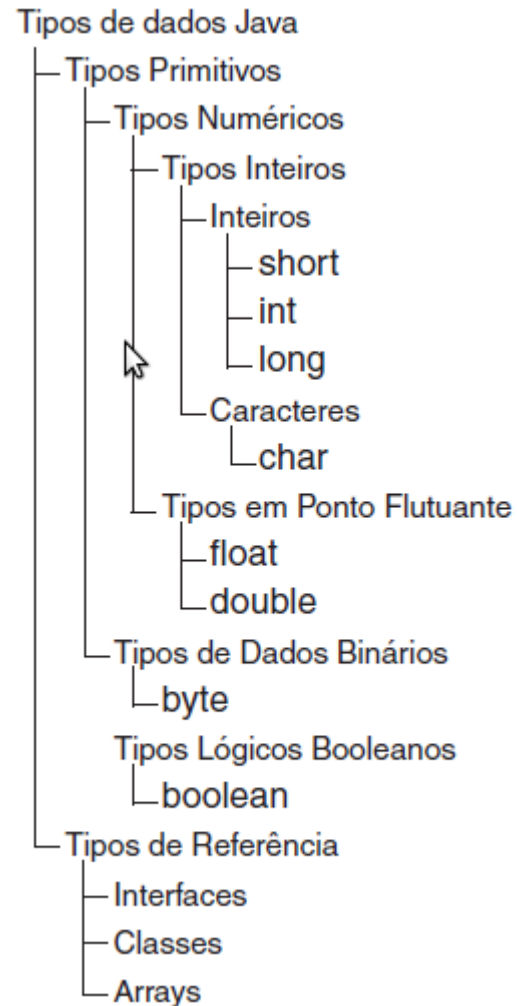 Tipos de dados Java
Tipos Primitivos
Tipos Numéricos
Tipos Inteiros
Inteiros
short
int
long
Caracteres
char
Tipos em Ponto Flutuante
float
double
Tipos de Dados Binários
byte
Tipos Lógicos Booleanos
boolean
Tipos de Referência
Interfaces
Classes
Arrays